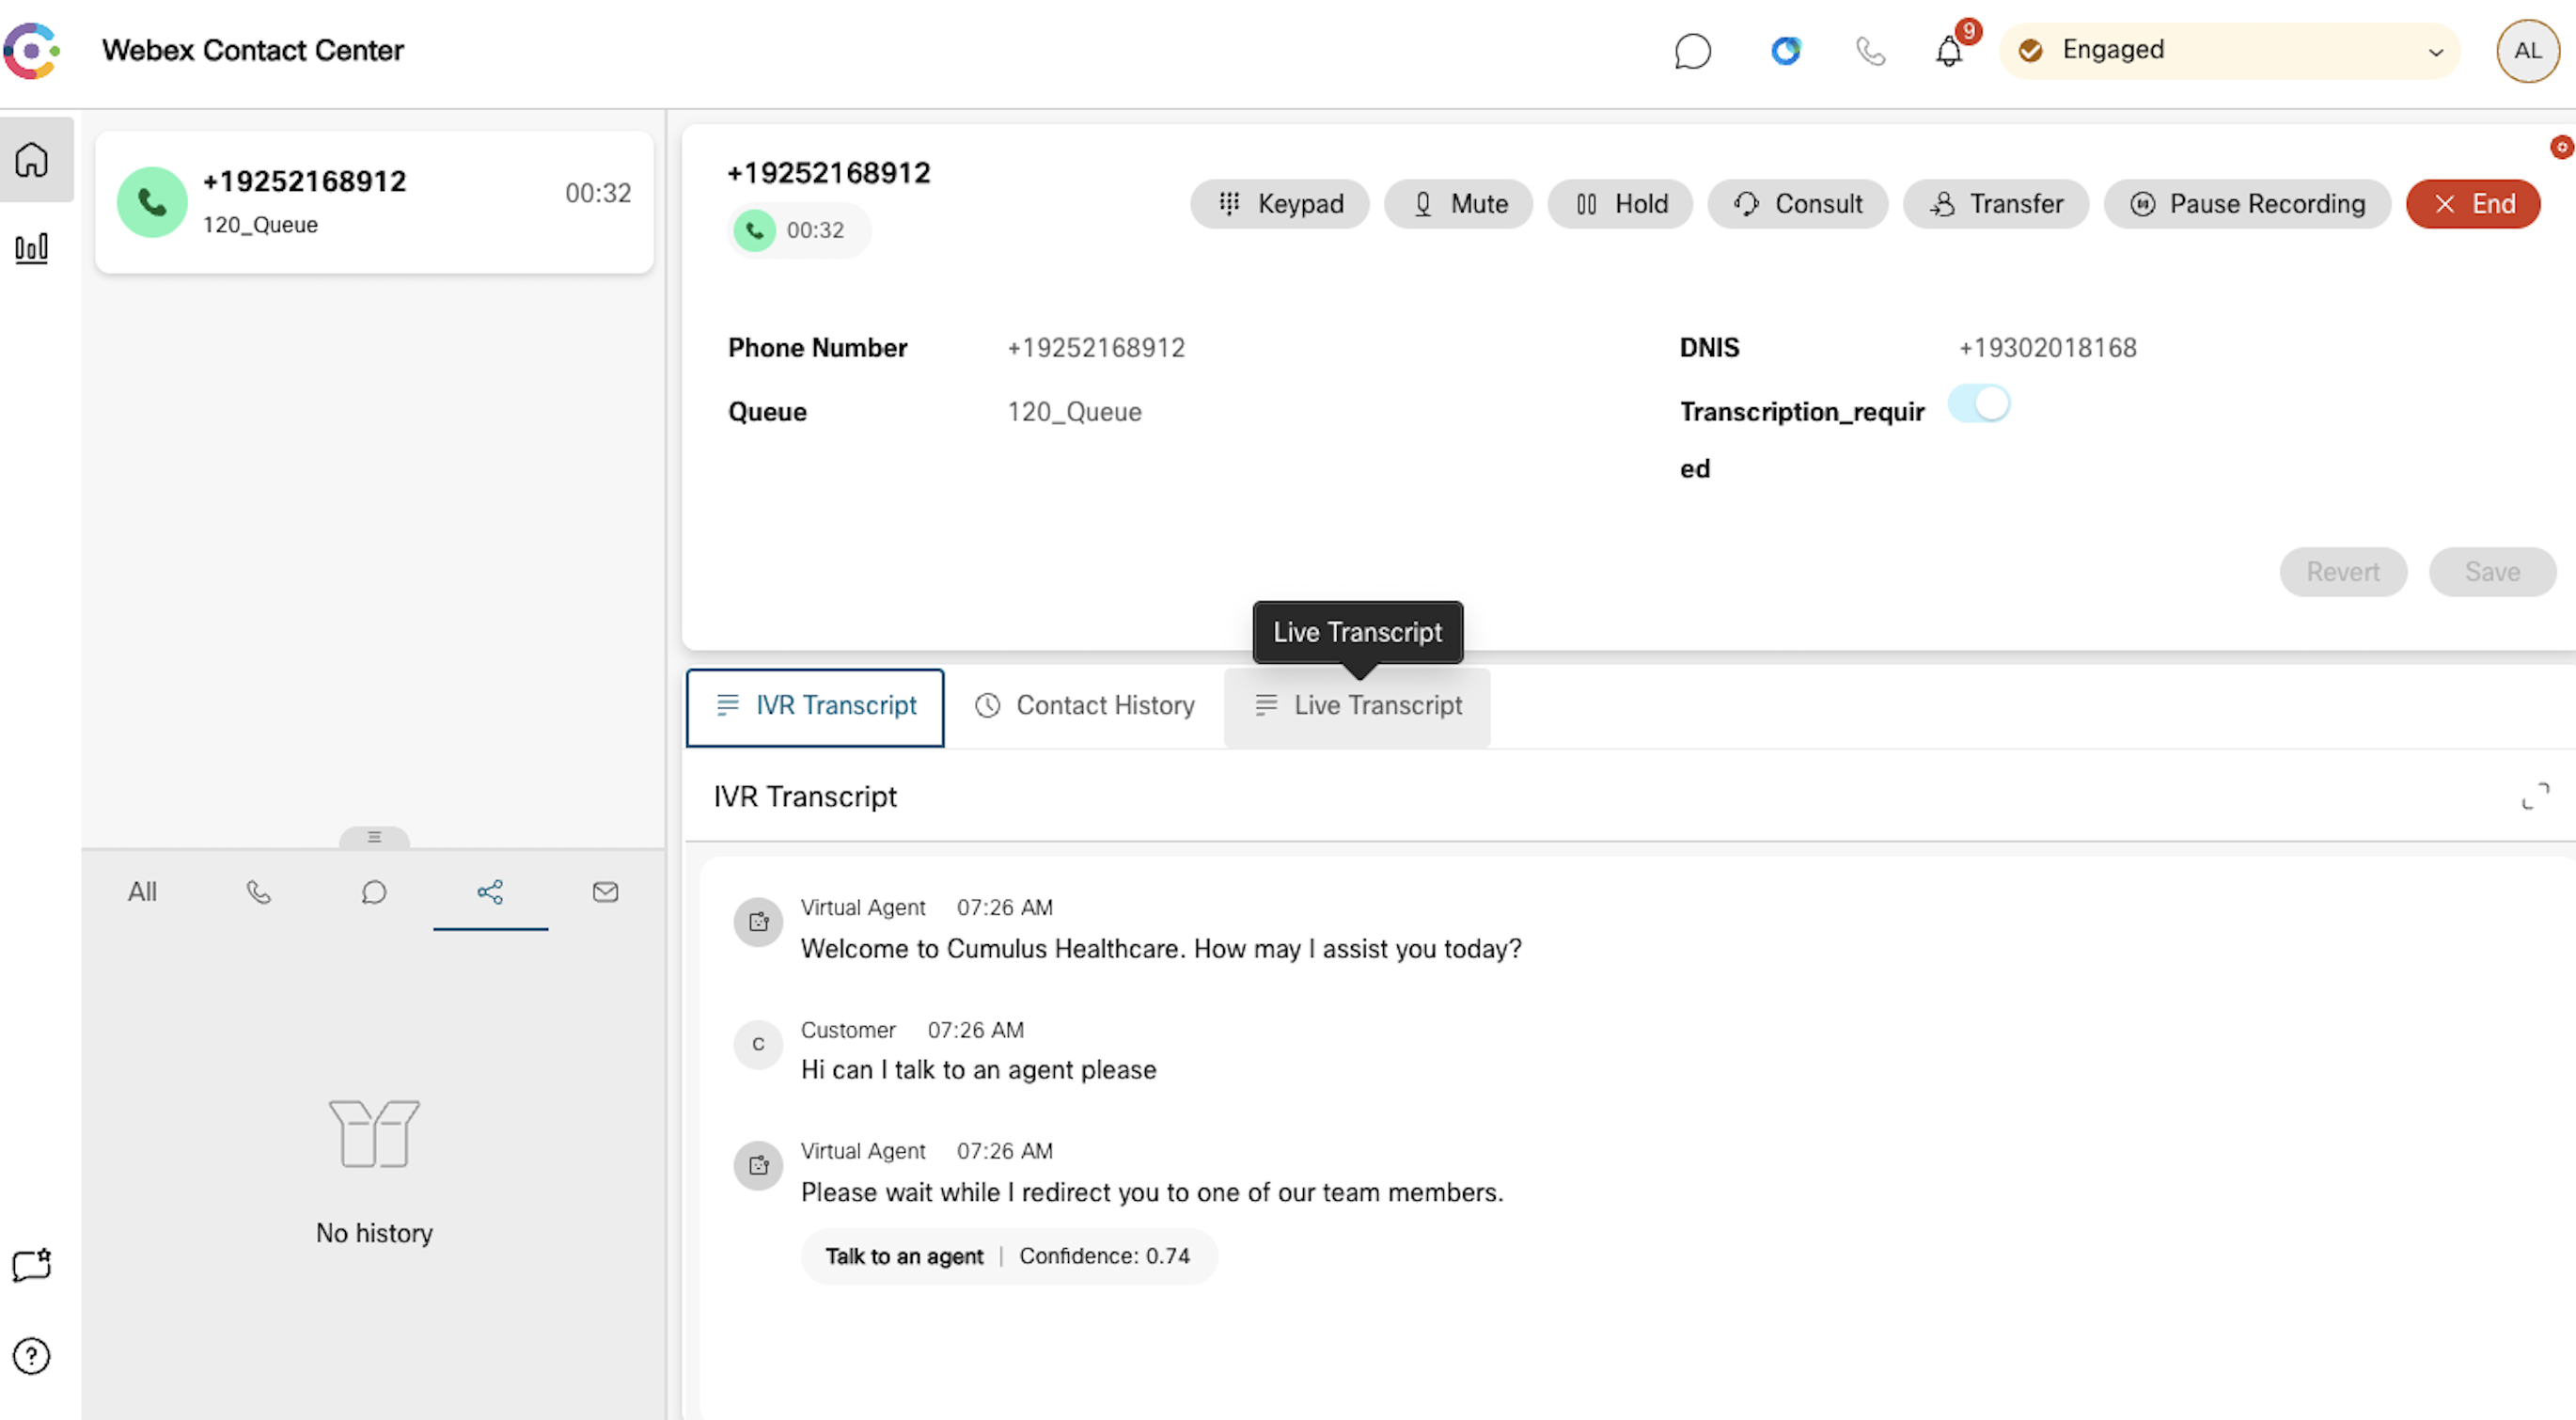 Webex Contact Center
9
Engaged
AL
+19252168912
00:32
120_Queue
+19252168912
00:32
Keypad
Mute
Hold
Consult
Transfer
Pause Recording
End
Phone Number
+19252168912
DNIS
+19302018168
Queue
120_Queue
Transcription_requir
ed
Revert
Save
Live Transcript
IVR Transcript
Contact History
Live Transcript
IVR Transcript
All
No history
Virtual Agent 07:26 AM
Welcome to Cumulus Healthcare. How may I assist you today?
C
Customer 07:26 AM
Hi can I talk to an agent please
Virtual Agent 07:26 AM
Please wait while I redirect you to one of our team members.
Talk to an agent | Confidence: 0.74
?